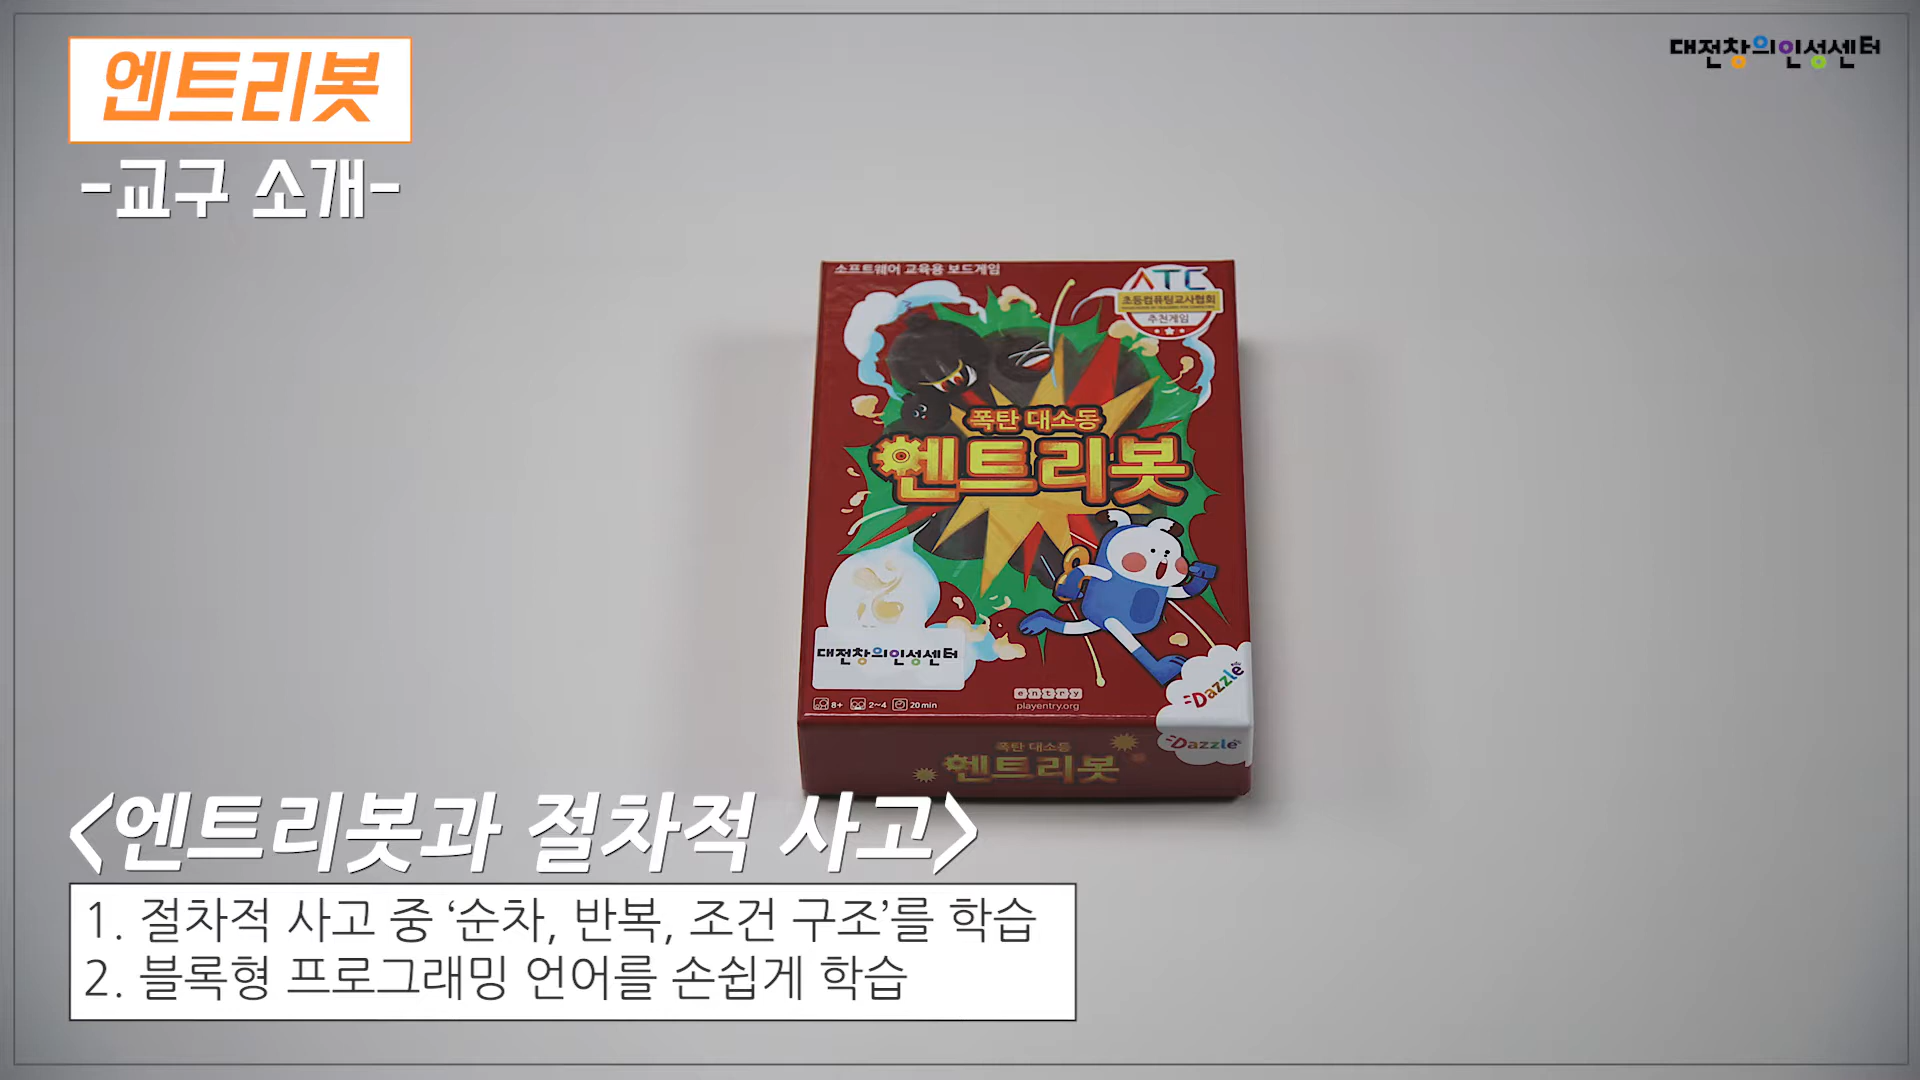 엔트리봇
-교구 소개-
대전창의인성센터
소프트웨어 교육용 보드게임
ATC
초등컴퓨팅교사협회
추천게임
폭탄 대소동
엔트리봇
대전창의인성센터
8+ 2~4 20 min
entry
playentry.org
Dazzle
폭탄 대소동
엔트리봇
Dazzle
<엔트리봇과 절차적 사고>
1. 절차적 사고 중 ‘순차, 반복, 조건 구조’를 학습
2. 블록형 프로그래밍 언어를 손쉽게 학습